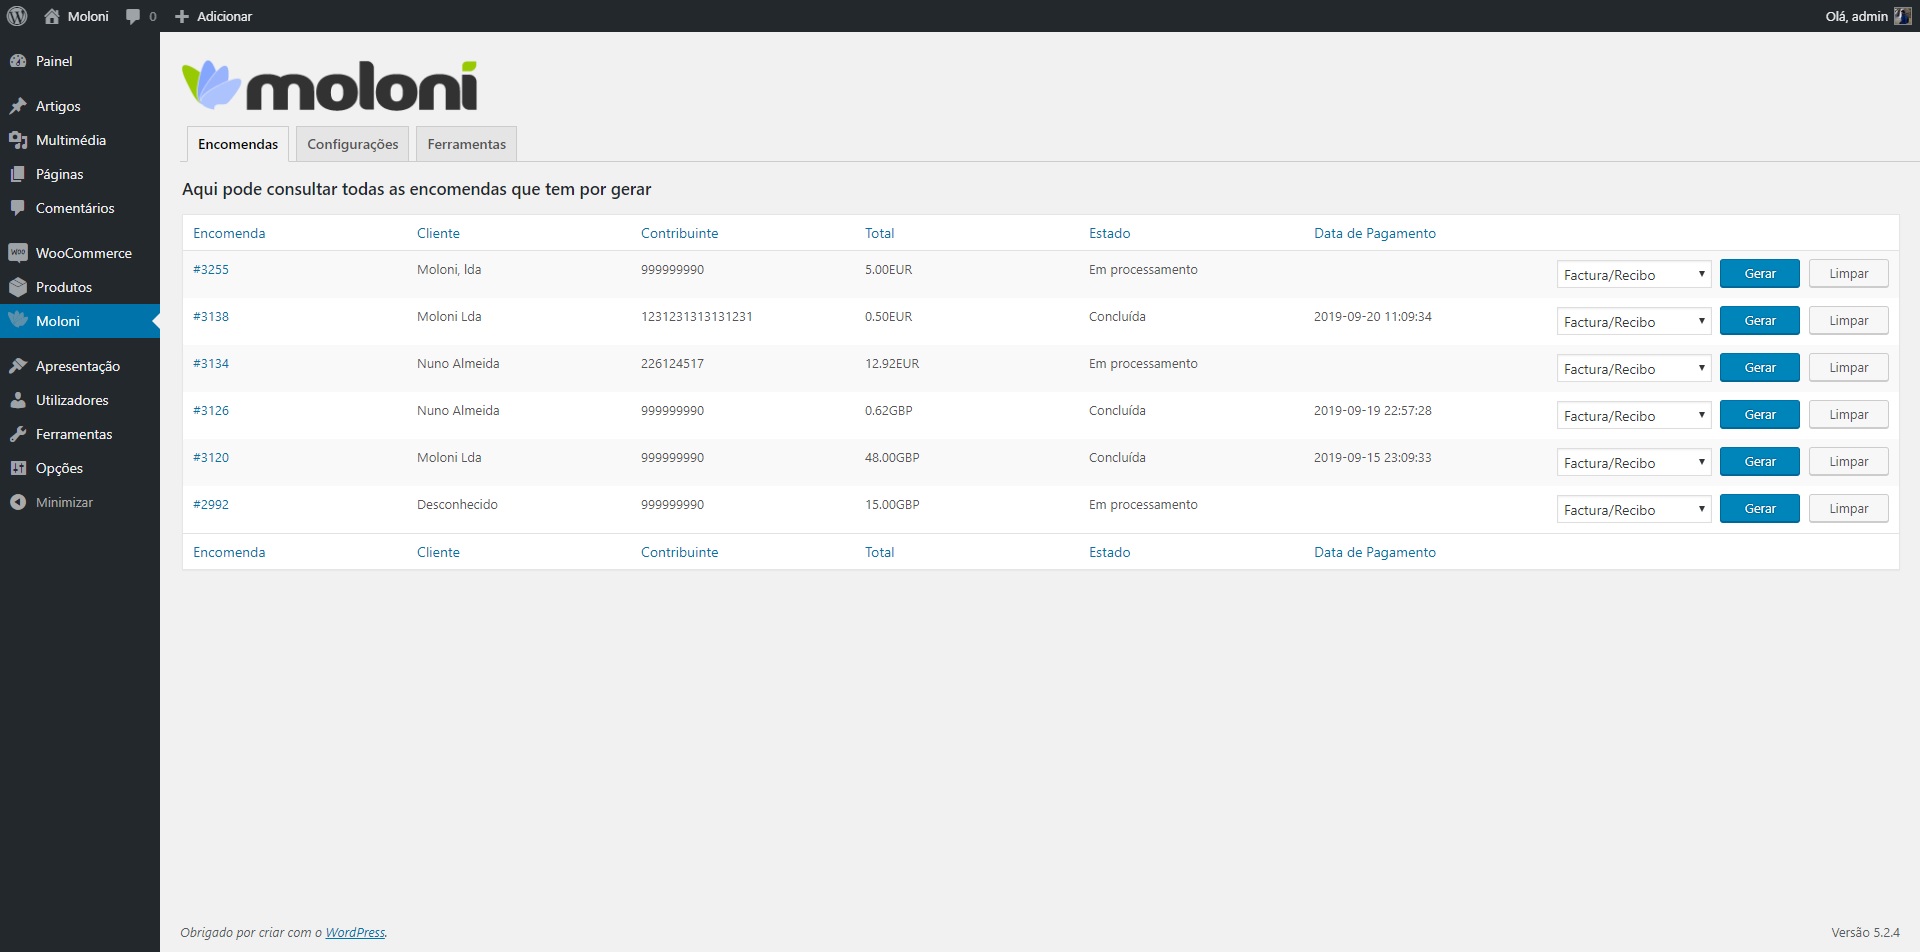 Moloni 0 Adicionar Olá, admin
Painel
Artigos
Multimédia
Páginas
Comentários
WooCommerce
Produtos
Moloni
Apresentação
Utilizadores
Ferramentas
Opções
Minimizar
moloni
Encomendas Configurações Ferramentas
Aqui pode consultar todas as encomendas que tem por gerar
Encomenda Cliente Contribuinte Total Estado Data de Pagamento
#3255 Moloni, lda 999999990 5.00EUR Em processamento Factura/Recibo Gerar Limpar
#3138 Moloni Lda 1231231313131231 0.50EUR Concluída 2019-09-20 11:09:34 Factura/Recibo Gerar Limpar
#3134 Nuno Almeida 226124517 12.92EUR Em processamento Factura/Recibo Gerar Limpar
#3126 Nuno Almeida 999999990 0.62GBP Concluída 2019-09-19 22:57:28 Factura/Recibo Gerar Limpar
#3120 Moloni Lda 999999990 48.00GBP Concluída 2019-09-15 23:09:33 Factura/Recibo Gerar Limpar
#2992 Desconhecido 999999990 15.00GBP Em processamento Factura/Recibo Gerar Limpar
Encomenda Cliente Contribuinte Total Estado Data de Pagamento
Obrigado por criar com o WordPress. Versão 5.2.4